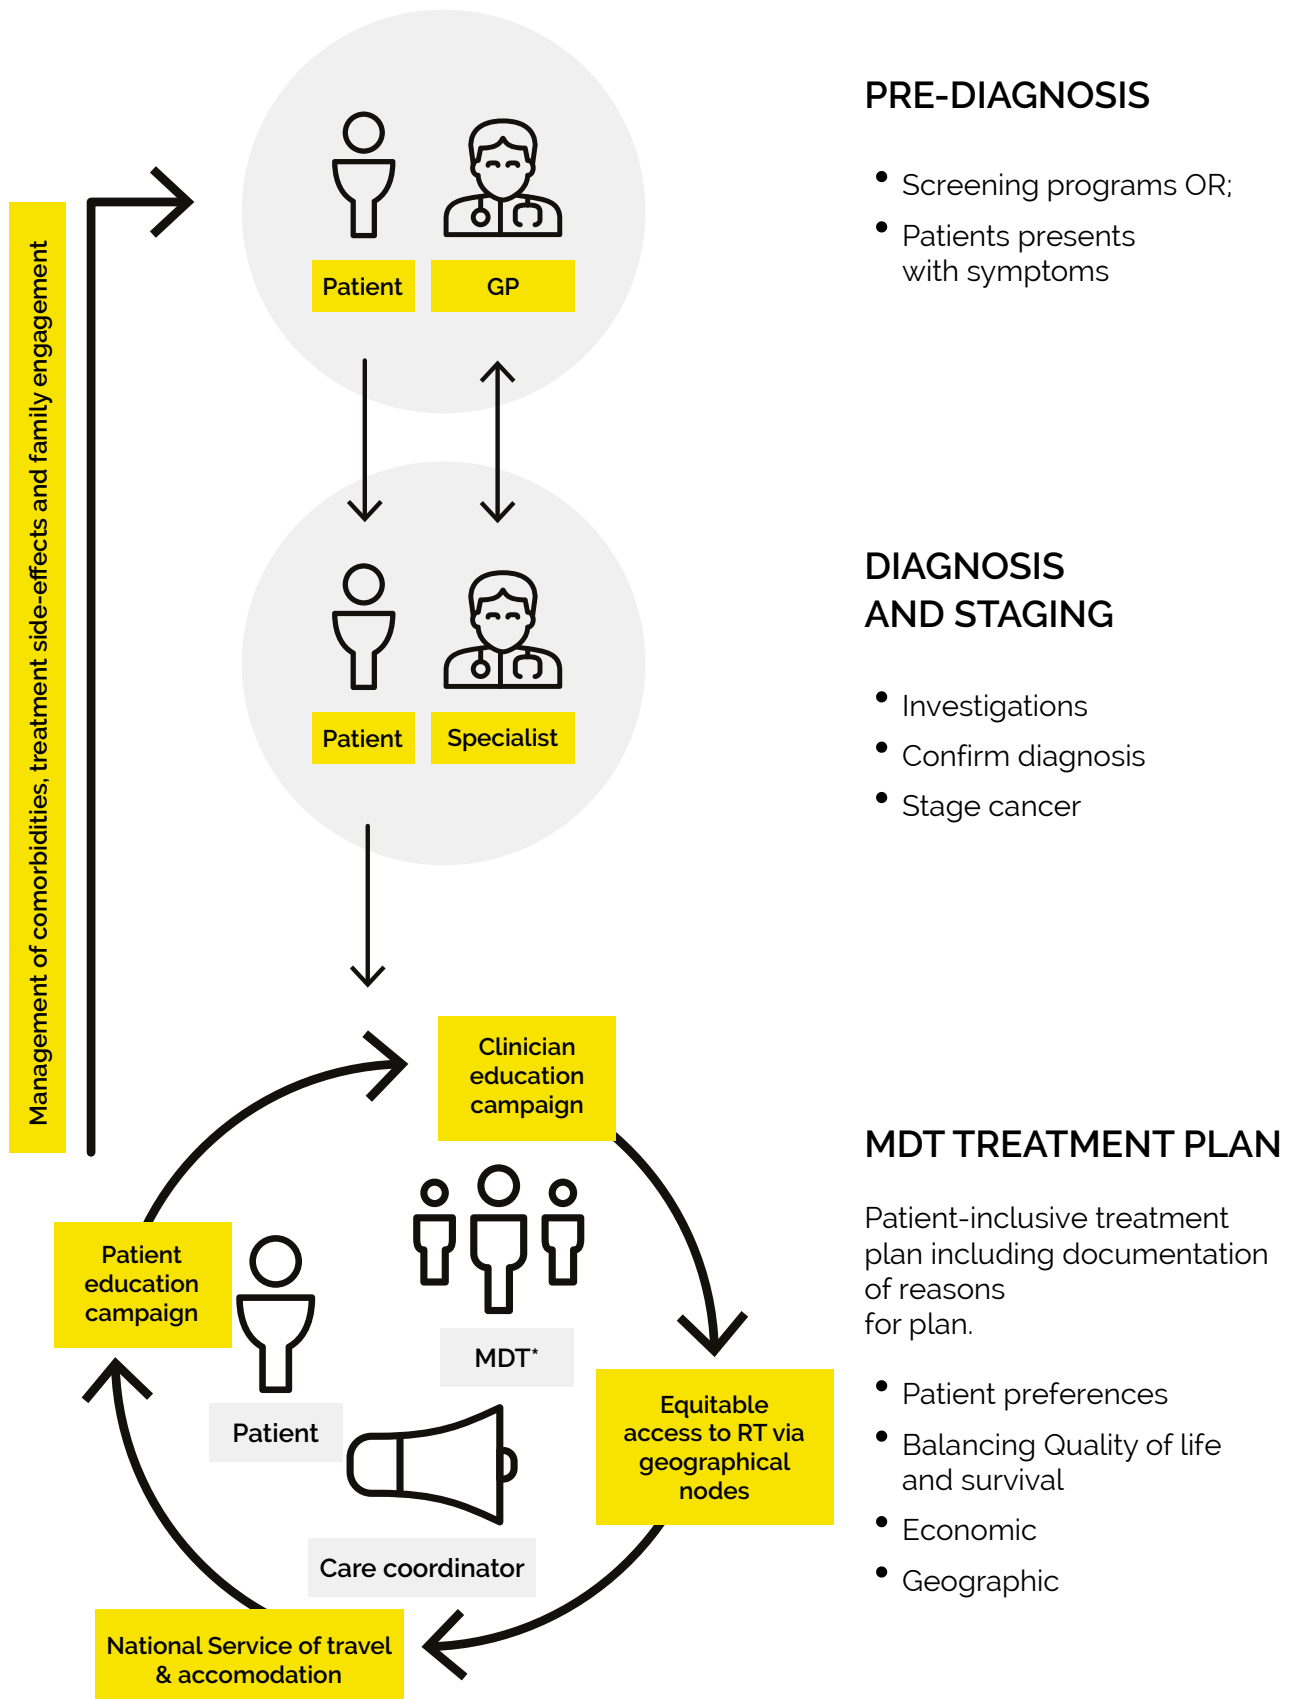 PRE-DIAGNOSIS
Screening programs OR;
Patients presents
with symptoms
Patient
GP
Management of comorbidities, treatment side-effects and family engagement
DIAGNOSIS
AND STAGING
Investigations
Confirm diagnosis
Stage cancer
Patient
Specialist
Clinician
education
campaign
MDT TREATMENT PLAN
Patient-inclusive treatment
plan including documentation
of reasons
for plan.
Patient preferences
Balancing Quality of life
and survival
Economic
Geographic
Patient
education
campaign
MDT*
Patient
Equitable
access to RT via
geographical
nodes
Care coordinator
National Service of travel
& accomodation